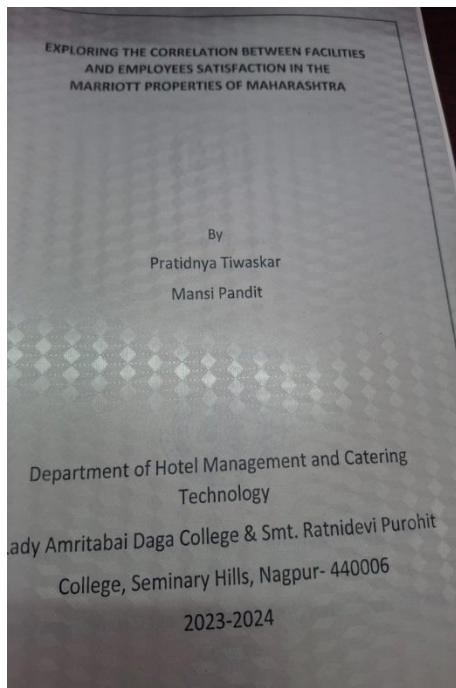 EXPLORING THE CORRELATION BETWEEN FACILITIES
AND EMPLOYEES SATISFACTION IN THE
MARRIOTT PROPERTIES OF MAHARASHTRA
By
Pratidnya Tiwaskar
Mansi Pandit
Department of Hotel Management and Catering
Technology
ady Amritabai Daga College & Smt. Ratnidevi Purohit
College, Seminary Hills, Nagpur- 440006
2023-2024